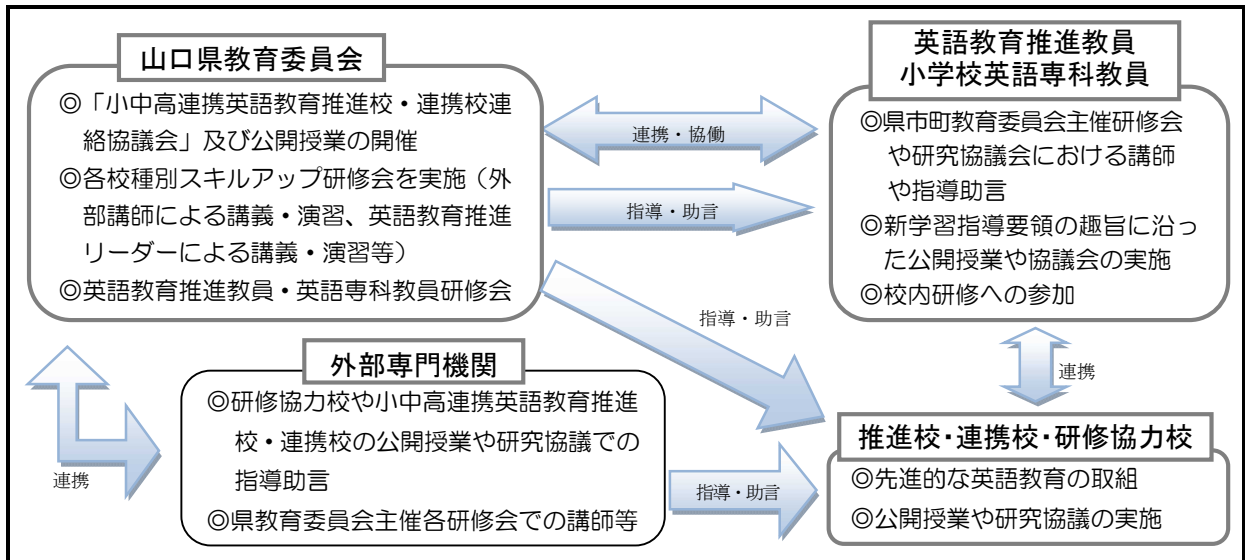 山口県教育委員会
◎「小中高連携英語教育推進校・連携校連
絡協議会」及び公開授業の開催
◎各校種別スキルアップ研修会を実施（外
部講師による講義・演習、英語教育推進
リーダーによる講義・演習等）
◎英語教育推進教員・英語専科教員研修会
連携・協働
指導・助言
英語教育推進教員
小学校英語専科教員
◎県市町教育委員会主催研修会
や研究協議会における講師
や指導助言
◎新学習指導要領の趣旨に沿っ
た公開授業や協議会の実施
◎校内研修への参加
指導・助言
連携
連携
外部専門機関
◎研修協力校や小中高連携英語教育推進
校・連携校の公開授業や研究協議での
指導助言
◎県教育委員会主催各研修会での講師等
指導・助言
推進校・連携校・研修協力校
◎先進的な英語教育の取組
◎公開授業や研究協議の実施